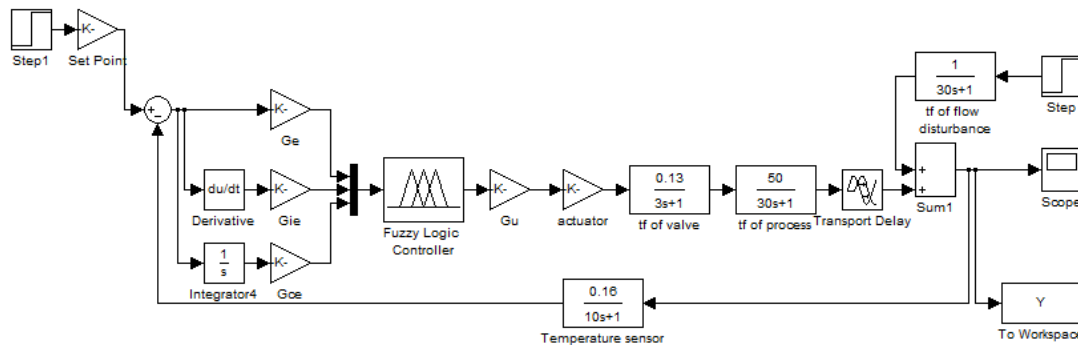 K-
Step1
Set Point
1
30s+1
tf of flow
disturbance
Step
+
−
K-
Ge
du/dt
Derivative
K-
Gie
1
s
Integrator4
K-
Gce
Fuzzy Logic
Controller
K-
Gu
K-
actuator
0.13
3s+1
tf of valve
50
30s+1
tf of process
Transport Delay
+
+
Sum1
Scope
0.16
10s+1
Temperature sensor
Y
To Workspace